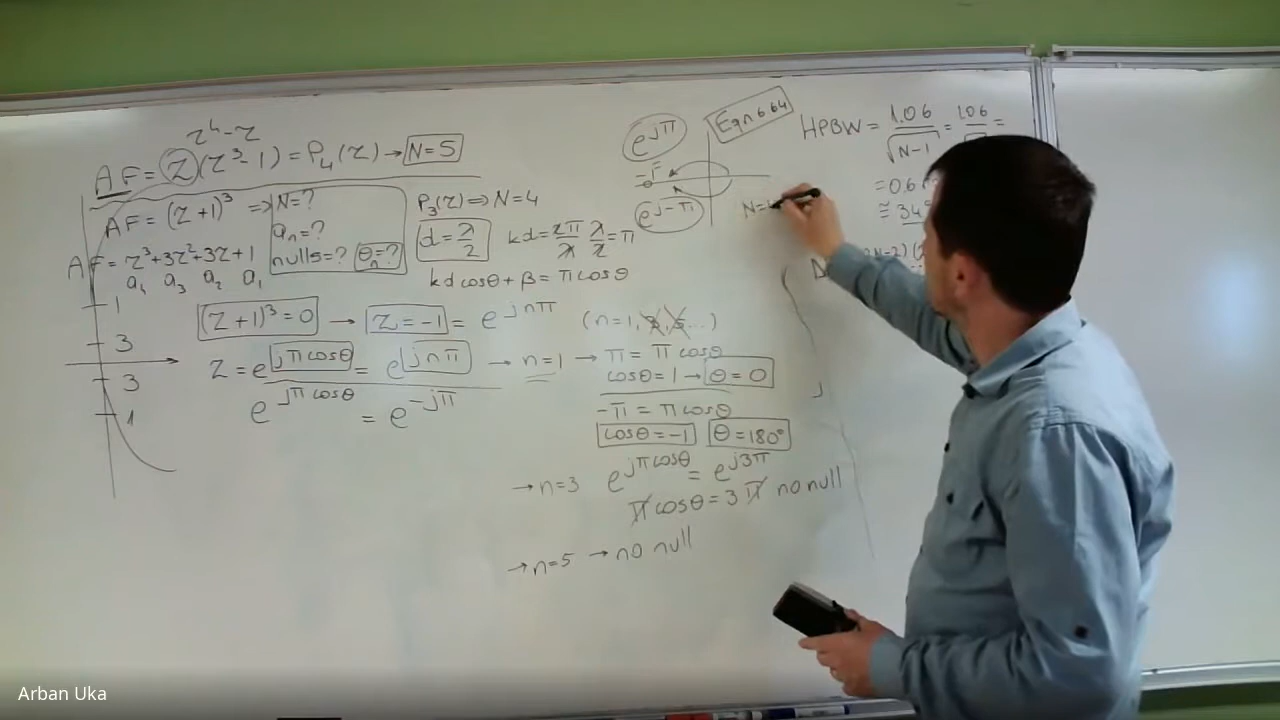 z⁴-z
AF = z(z³-1) = P₄(z) → N=5
AF = (z+1)³ ⇒ N=?
aₙ=?
nulls=? θₙ=?
AF = z³+3z²+3z+1
a₄ a₃ a₂ a₁
1
3
3
1
P₃(z) ⇒ N=4
d = λ/2
kd = 2π/λ λ/2 = π
kd cosθ + β = π cosθ
(z+1)³ = 0 → z = -1 = e^{jnπ} (n=1, 3, 5...)
z = e^{jπcosθ} = e^{jnπ} → n=1 → π = π cosθ
cosθ = 1 → θ = 0
e^{jπcosθ} = e^{-jπ}
-π = π cosθ
cosθ = -1 θ = 180°
→ n=3 e^{jπcosθ} = e^{j3π}
π cosθ = 3π no null
→ n=5 → no null
e^{jπ}
Eqn 6.64
e^{j-π}
N=
HPBW = 1.06/√(N-1) = 1.06/√ =
= 0.6
≅ 34
Arban Uka